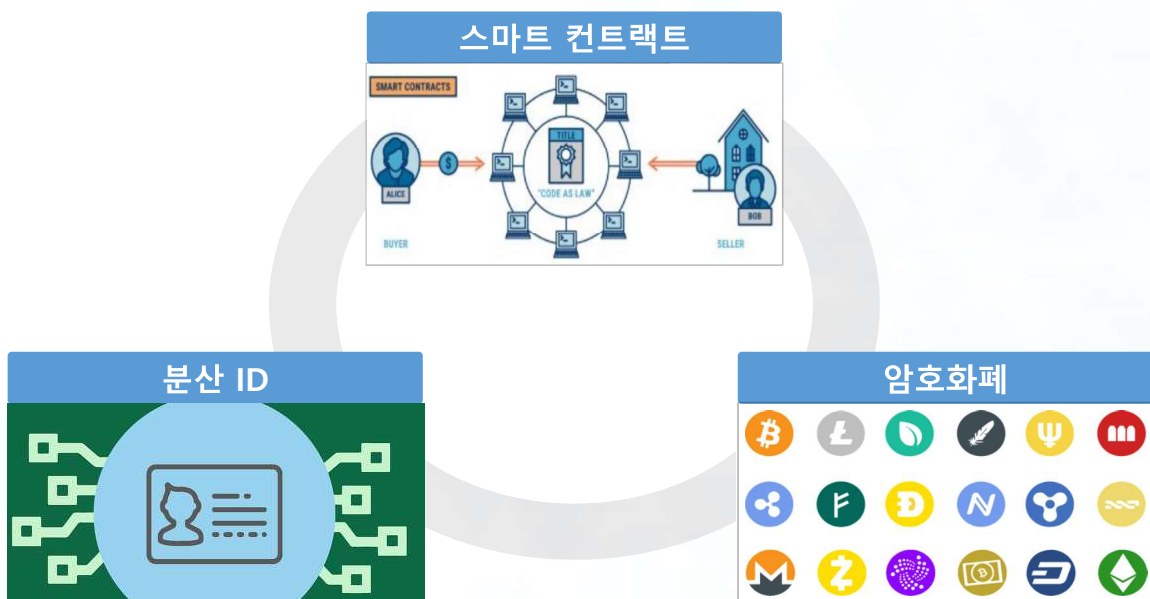 스마트 컨트랙트
SMART CONTRACTS
TITLE
$
ALICE
"CODE AS LAW"
BOB
BUYER
SELLER
분산 ID
암호화폐